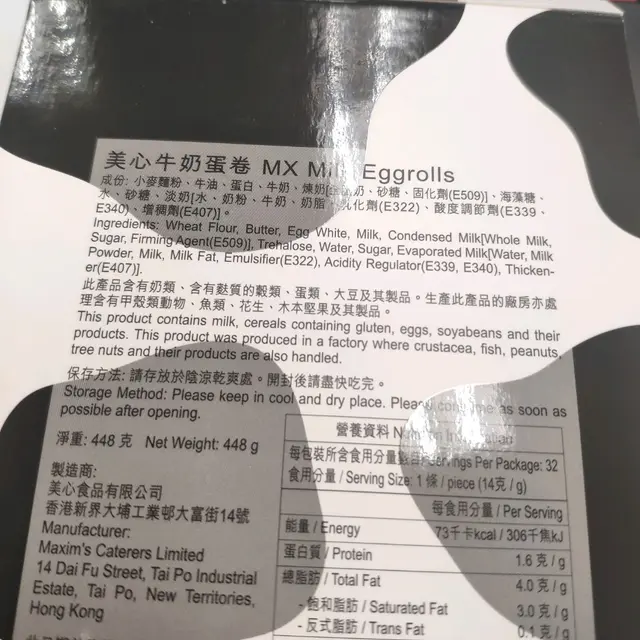 美心牛奶蛋卷 MX Milk Eggrolls
成份: 小麥麵粉、牛油、蛋白、牛奶、煉奶[全脂奶、砂糖、固化劑(E509)]、海藻糖、
水、砂糖、淡奶[水、奶粉、牛奶、奶脂、乳化劑(E322)、酸度調節劑(E339、
E340)、增稠劑(E407)]。
Ingredients: Wheat Flour, Butter, Egg White, Milk, Condensed Milk[Whole Milk,
Sugar, Firming Agent(E509)], Trehalose, Water, Sugar, Evaporated Milk[Water, Milk
Powder, Milk, Milk Fat, Emulsifier(E322), Acidity Regulator(E339, E340), Thicken-
er(E407)].
此產品含有奶類、含有麩質的穀類、蛋類、大豆及其製品。生產此產品的廠房亦處
理含有甲殼類動物、魚類、花生、木本堅果及其製品。
This product contains milk, cereals containing gluten, eggs, soyabeans and their
products. This product was produced in a factory where crustacea, fish, peanuts,
tree nuts and their products are also handled.
保存方法: 請存放於陰涼乾爽處。開封後請盡快吃完。
Storage Method: Please keep in cool and dry place. Please consume as soon as
possible after opening.
淨重: 448 克 Net Weight: 448 g
製造商:
美心食品有限公司
香港新界大埔工業邨大富街14號
Manufacturer:
Maxim's Caterers Limited
14 Dai Fu Street, Tai Po Industrial
Estate, Tai Po, New Territories,
Hong Kong
營養資料 Nutrition Information
每包裝所含食用分量數目/ Servings Per Package: 32
食用分量 / Serving Size: 1 條 / piece (14克 / g)
每食用分量 / Per Serving
能量 / Energy 73千卡kcal / 306千焦kJ
蛋白質 / Protein 1.6 克 / g
總脂肪 / Total Fat 4.0 克 / g
- 飽和脂肪 / Saturated Fat 3.0 克 / g
- 反式脂肪 / Trans Fat 0.1 克 / g